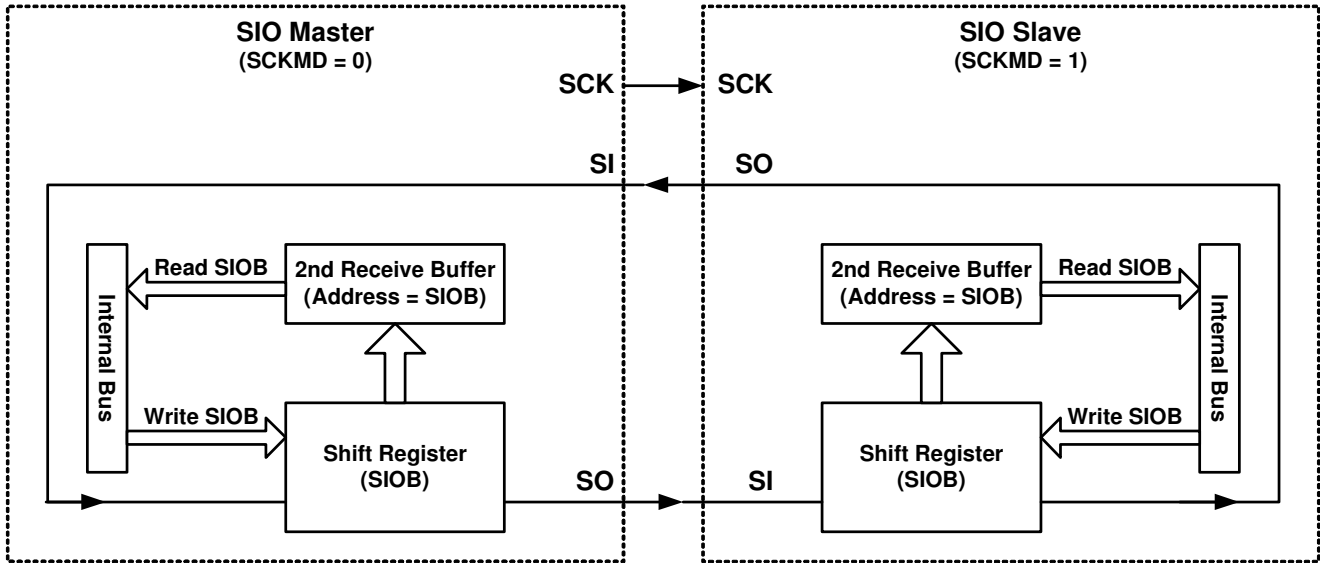 SIO Master
(SCKMD = 0)
SIO Slave
(SCKMD = 1)
SCK
SCK
SI
SO
Read SIOB
2nd Receive Buffer
(Address = SIOB)
Internal Bus
Write SIOB
Shift Register
(SIOB)
SO
SI
2nd Receive Buffer
(Address = SIOB)
Read SIOB
Internal Bus
Write SIOB
Shift Register
(SIOB)